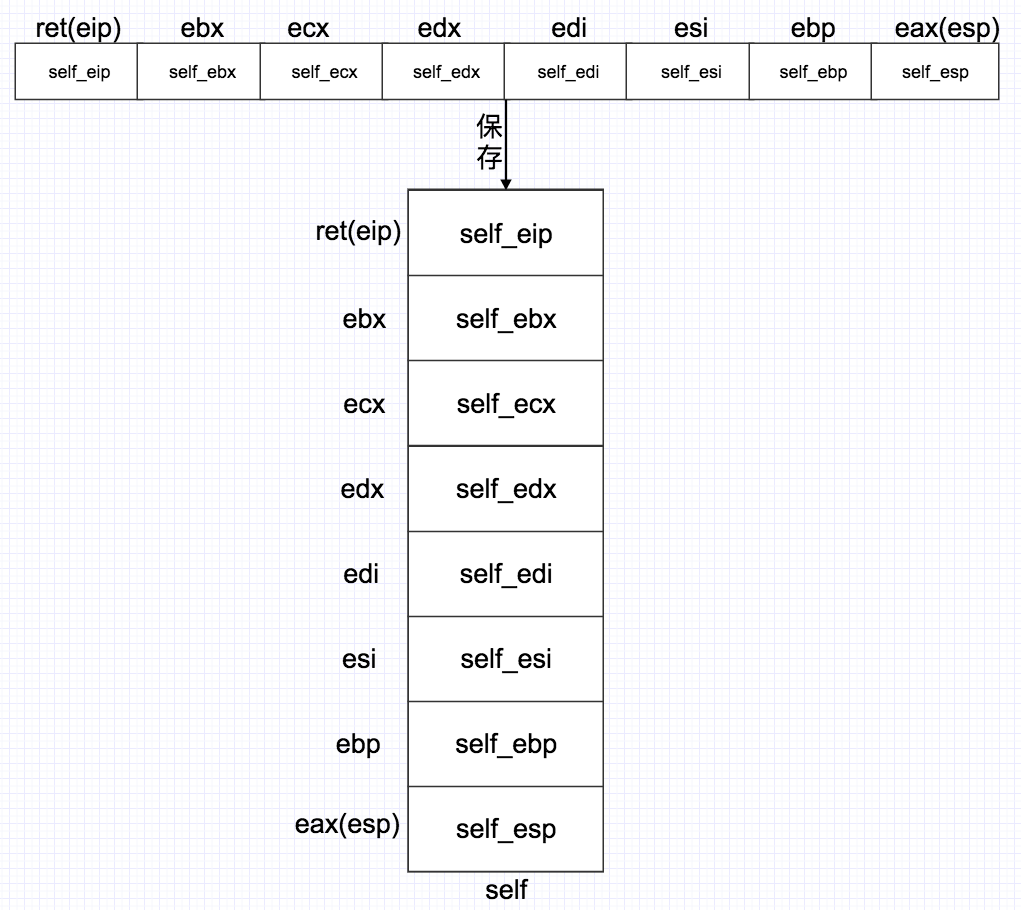 ret(eip) ebx ecx edx edi esi ebp eax(esp)
self_eip self_ebx self_ecx self_edx self_edi self_esi self_ebp self_esp
保
存
ret(eip) self_eip
ebx self_ebx
ecx self_ecx
edx self_edx
edi self_edi
esi self_esi
ebp self_ebp
eax(esp) self_esp
self